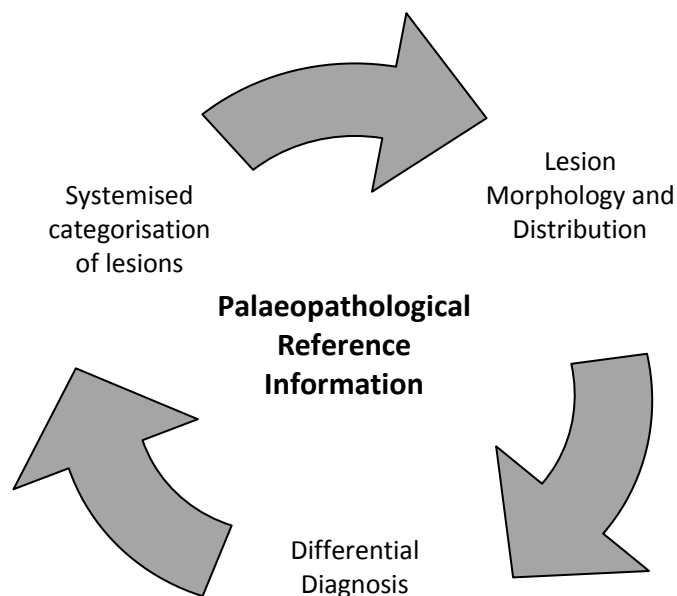 Systemised
categorisation
of lesions
Lesion
Morphology and
Distribution
Palaeopathological
Reference
Information
Differential
Diagnosis